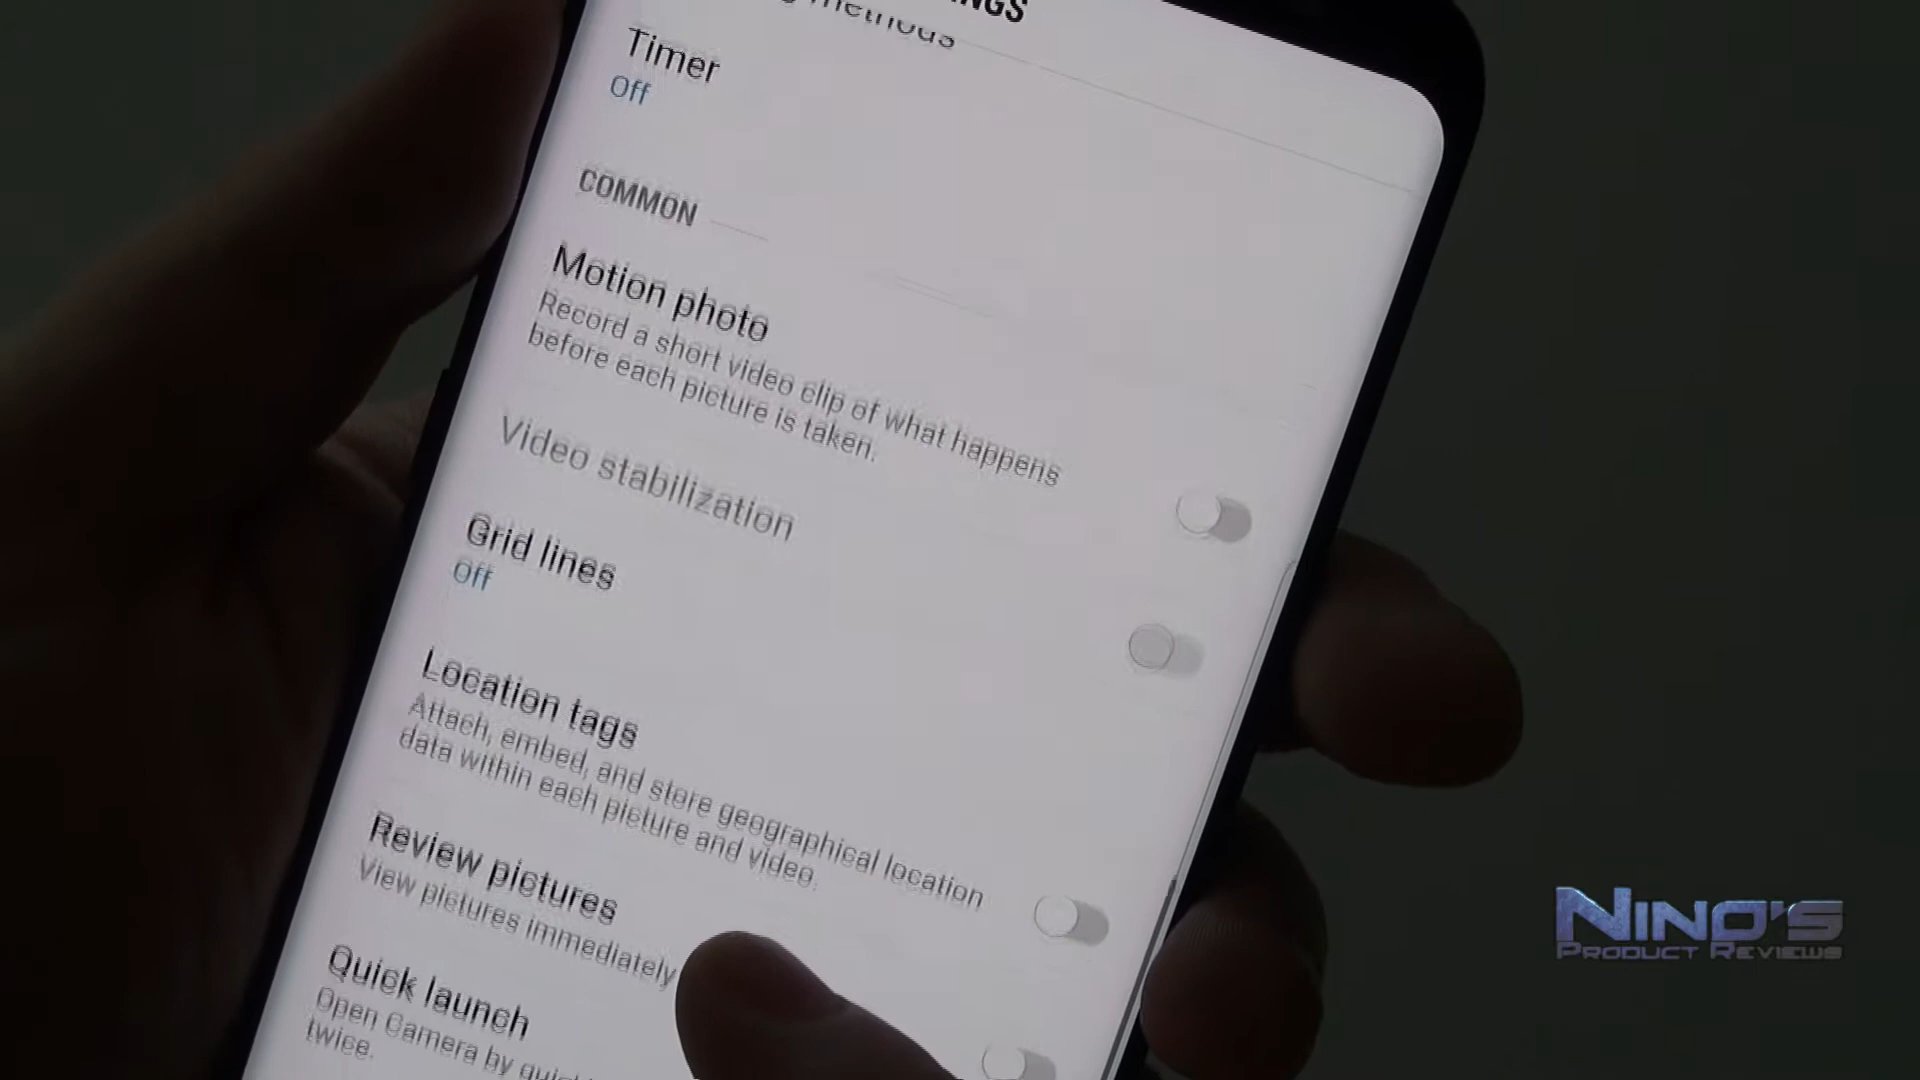 methods
Timer
Off
COMMON
Motion photo
Record a short video clip of what happens
before each picture is taken.
Video stabilization
Grid lines
Off
Location tags
Attach, embed, and store geographical location
data within each picture and video.
Review pictures
View pictures immediately
Quick launch
Open Camera by
twice.
NINO'S
PRODUCT REVIEWS